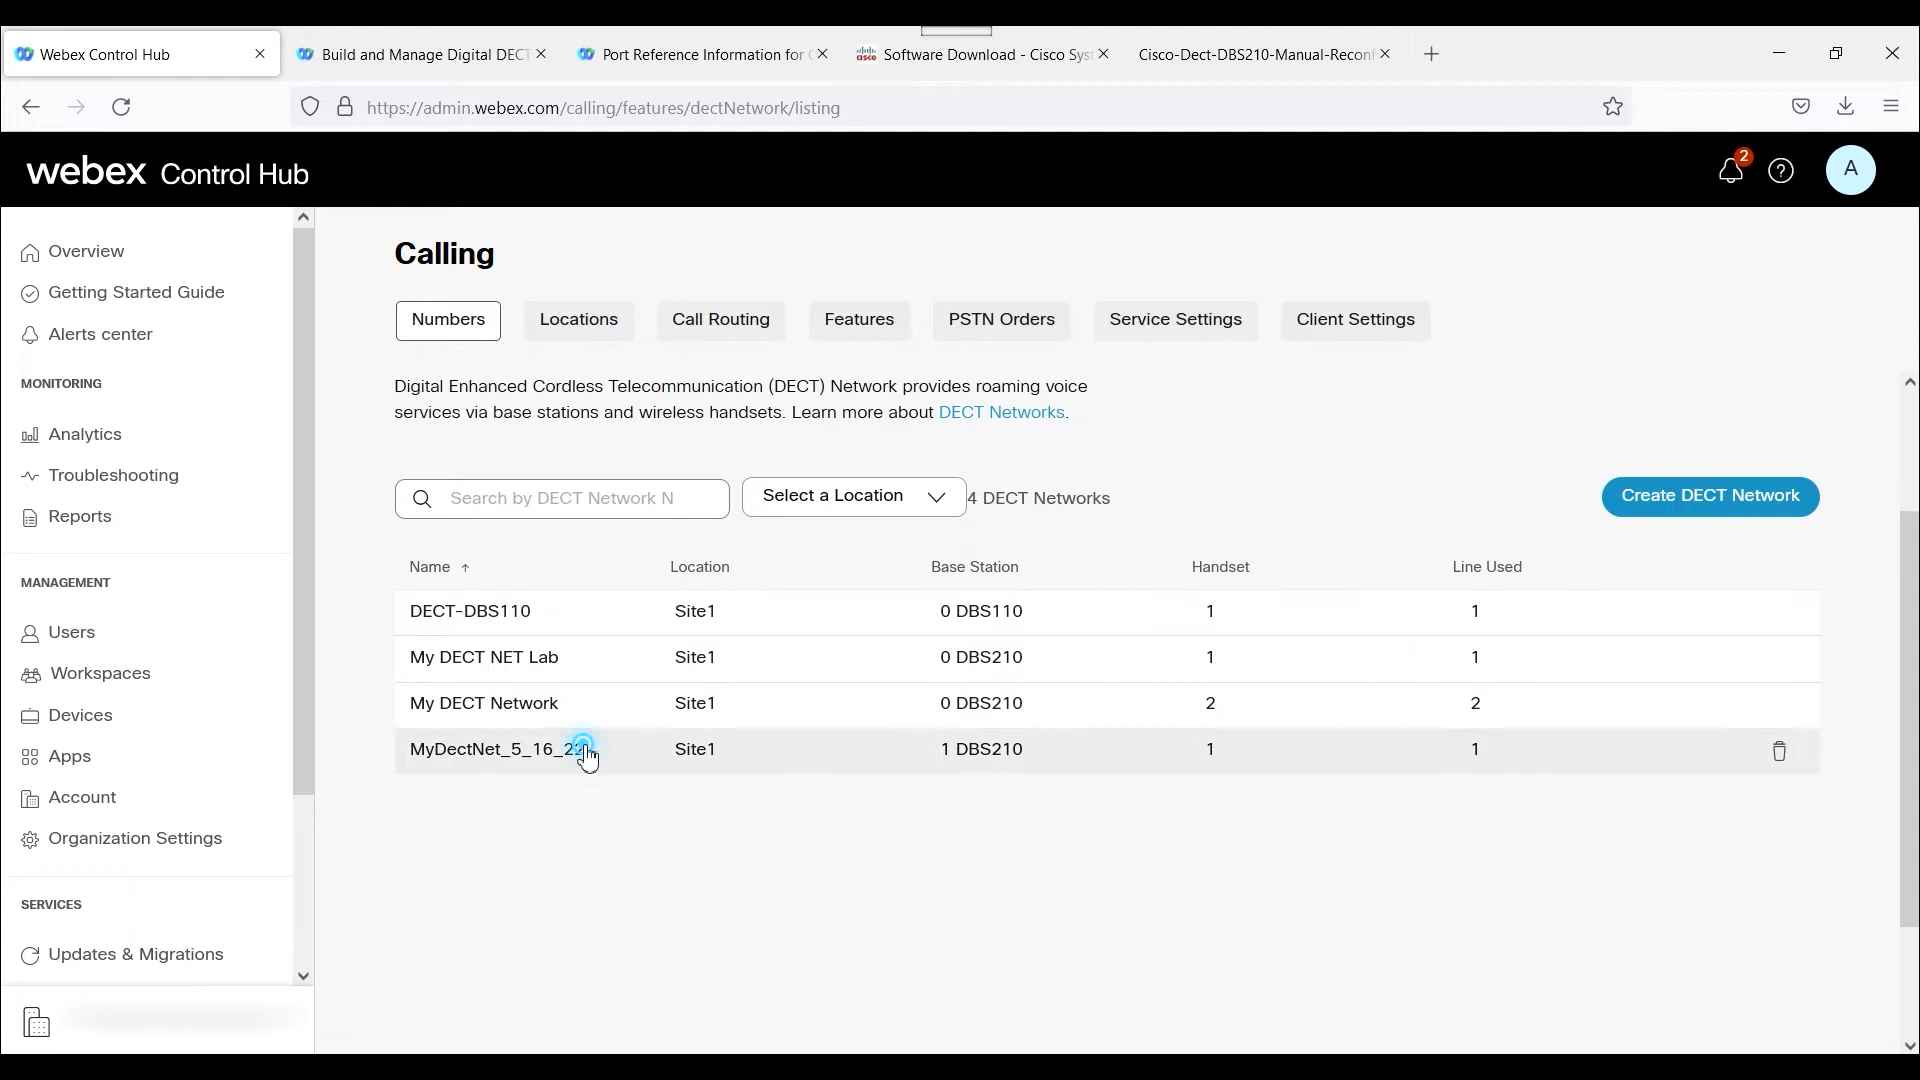 Webex Control Hub
Build and Manage Digital DECT
Port Reference Information for
Software Download - Cisco Sys
Cisco-Dect-DBS210-Manual-Reconf
https://admin.webex.com/calling/features/dectNetwork/listing
webex Control Hub
2
A
Overview
Getting Started Guide
Alerts center
MONITORING
Analytics
Troubleshooting
Reports
MANAGEMENT
Users
Workspaces
Devices
Apps
Account
Organization Settings
SERVICES
Updates & Migrations
Calling
Numbers Locations Call Routing Features PSTN Orders Service Settings Client Settings
Digital Enhanced Cordless Telecommunication (DECT) Network provides roaming voice
services via base stations and wireless handsets. Learn more about DECT Networks.
Search by DECT Network N Select a Location 4 DECT Networks Create DECT Network
Name Location Base Station Handset Line Used
DECT-DBS110 Site1 0 DBS110 1 1
My DECT NET Lab Site1 0 DBS210 1 1
My DECT Network Site1 0 DBS210 2 2
MyDectNet_5_16_2 Site1 1 DBS210 1 1